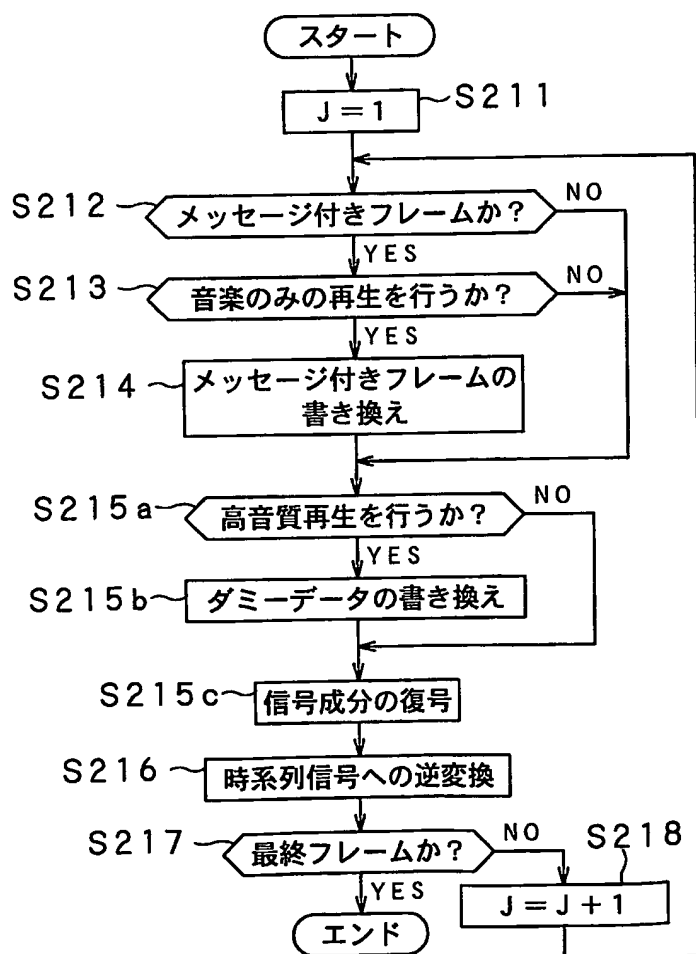 スタート
J=1
S211
S212
メッセージ付きフレームか?
NO
YES
S213
音楽のみの再生を行うか?
NO
YES
S214
メッセージ付きフレームの
書き換え
S215a
高音質再生を行うか?
NO
YES
S215b
ダミーデータの書き換え
S215c
信号成分の復号
S216
時系列信号への逆変換
S217
最終フレームか?
NO
S218
YES
J=J+1
エンド